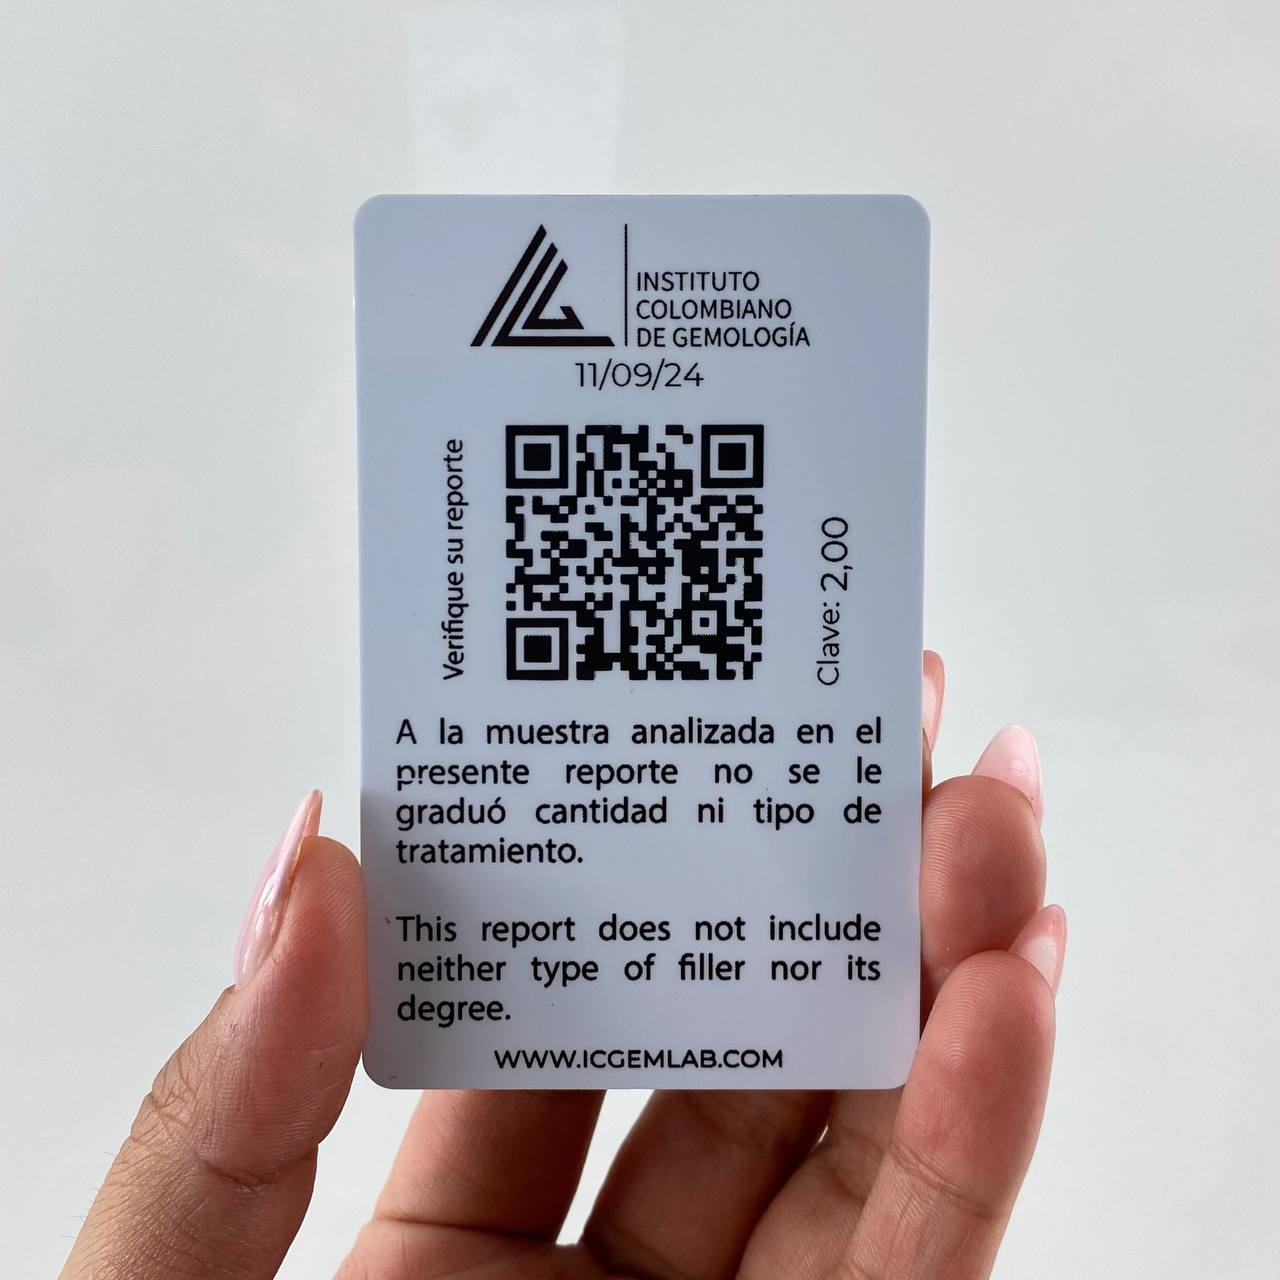 INSTITUTO
COLOMBIANO
DE GEMOLOGÍA
11/09/24
Verifique su reporte
Clave: 2,00
A la muestra analizada en el
presente reporte no se le
graduó cantidad ni tipo de
tratamiento.
This report does not include
neither type of filler nor its
degree.
WWW.ICGEMLAB.COM